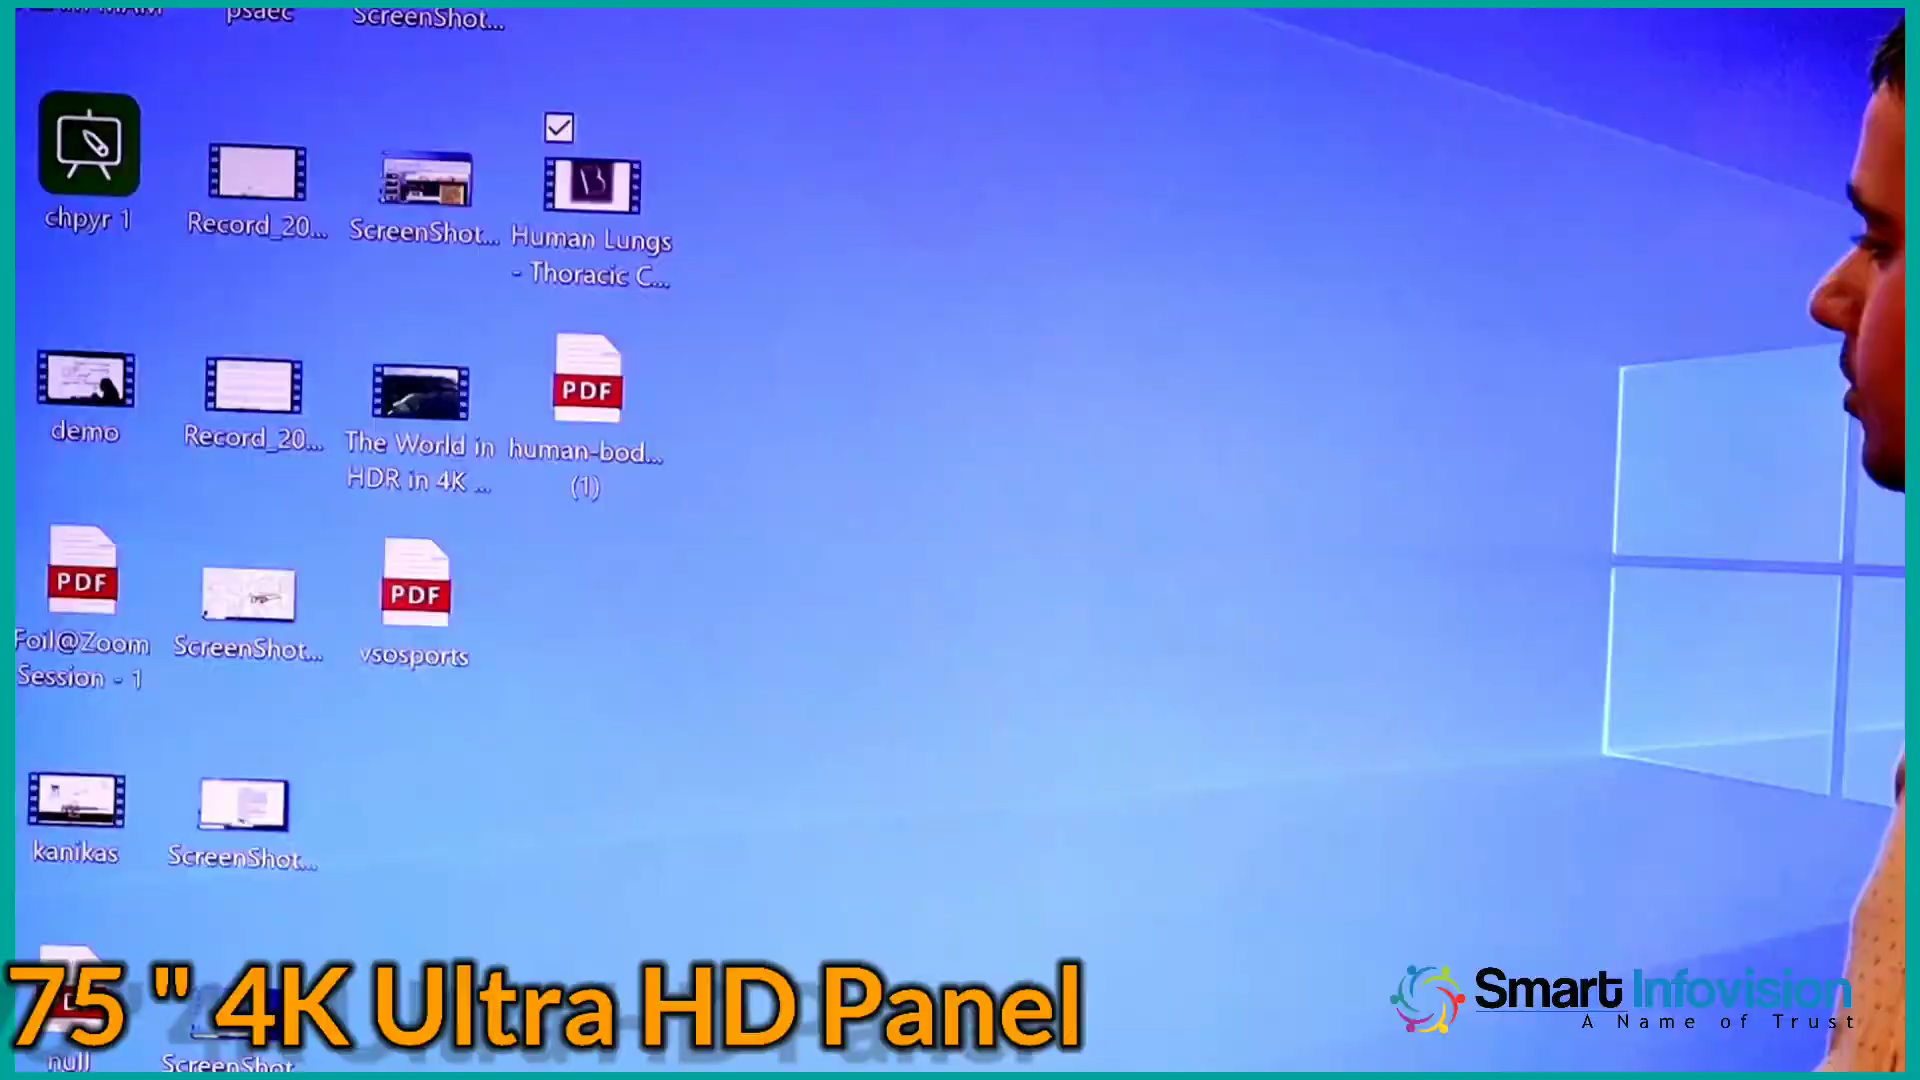 psaec
ScreenShot...
chpyr 1
Record_20...
ScreenShot...
Human Lungs
- Thoracic C...
demo
Record_20...
The World in
HDR in 4K ...
PDF
human-bod...
(1)
PDF
Foil@Zoom
Session - 1
ScreenShot...
PDF
vsosports
kanikas
ScreenShot...
null
ScreenShot
75 " 4K Ultra HD Panel
Smart Infovision
A Name of Trust